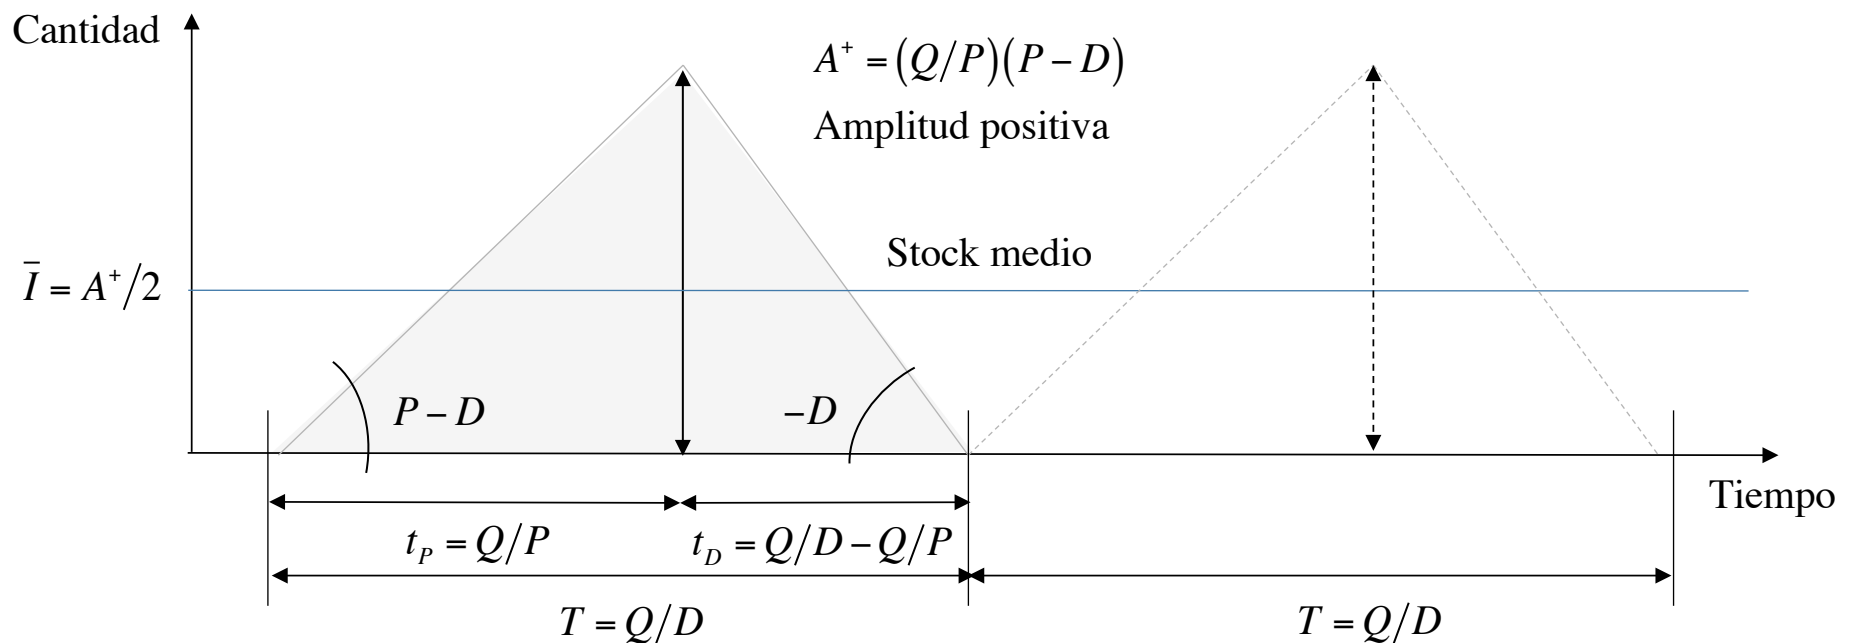 Cantidad
A⁺ = (Q/P)(P − D)
Amplitud positiva
Stock medio
Ī = A⁺/2
P − D
−D
Tiempo
t_P = Q/P
t_D = Q/D − Q/P
T = Q/D
T = Q/D